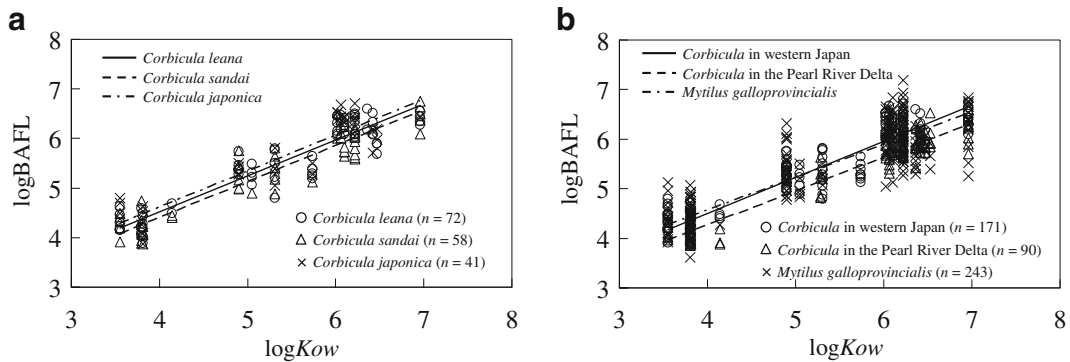 a
8
7
6
5
4
3
logBAFL
Corbicula leana
Corbicula sandai
Corbicula japonica
Corbicula leana (n = 72)
Corbicula sandai (n = 58)
Corbicula japonica (n = 41)
3 4 5 6 7 8
logKow
b
8
7
6
5
4
3
logBAFL
Corbicula in western Japan
Corbicula in the Pearl River Delta
Mytilus galloprovincialis
Corbicula in western Japan (n = 171)
Corbicula in the Pearl River Delta (n = 90)
Mytilus galloprovincialis (n = 243)
3 4 5 6 7 8
logKow